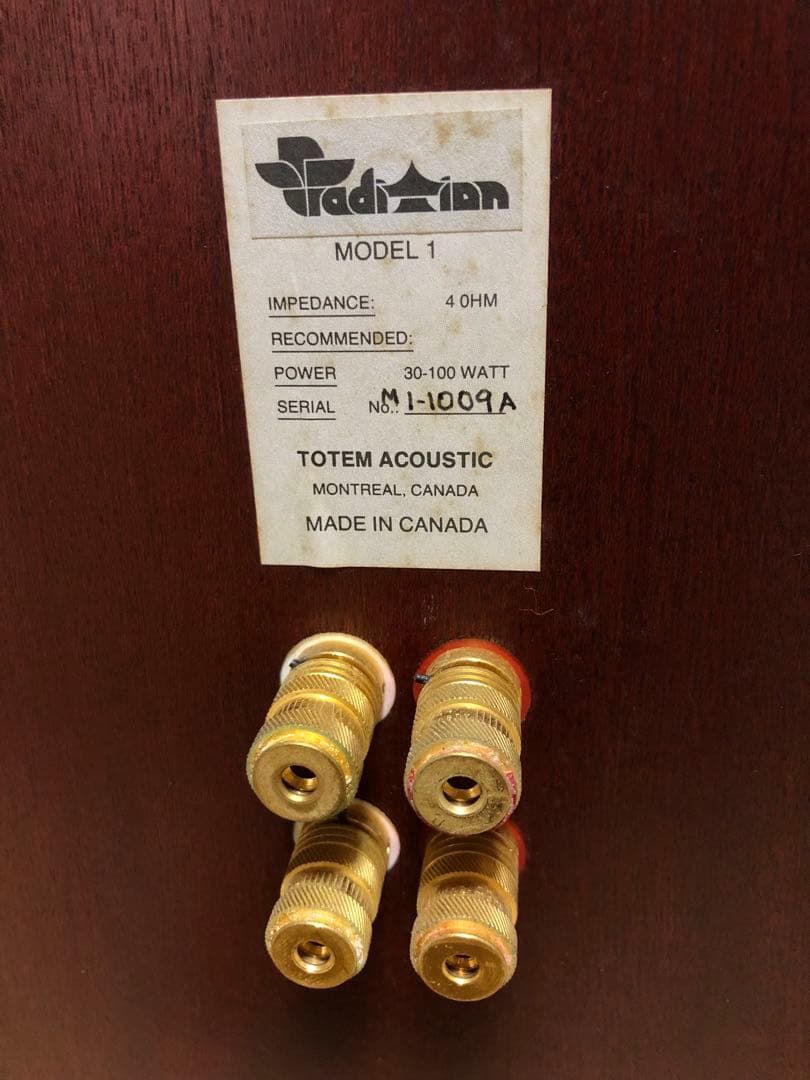 Tradition
MODEL 1
IMPEDANCE: 4 OHM
RECOMMENDED:
POWER 30-100 WATT
SERIAL No.: M1-1009A
TOTEM ACOUSTIC
MONTREAL, CANADA
MADE IN CANADA